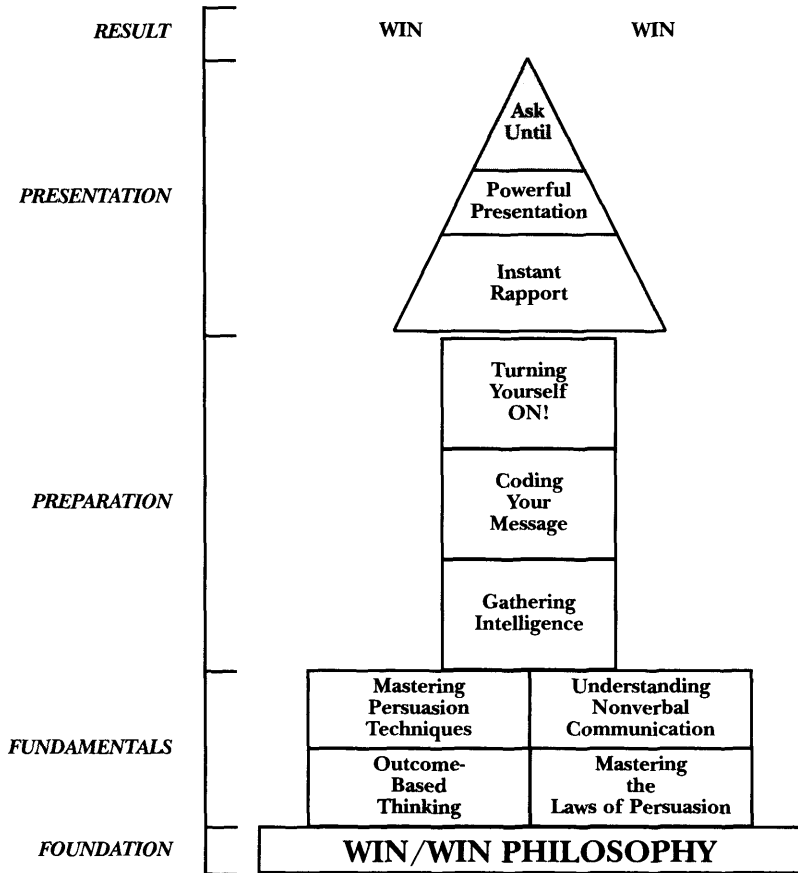 RESULT
WIN WIN
Ask
Until
PRESENTATION
Powerful
Presentation
Instant
Rapport
Turning
Yourself
ON!
PREPARATION
Coding
Your
Message
Gathering
Intelligence
Mastering
Persuasion
Techniques
Understanding
Nonverbal
Communication
FUNDAMENTALS
Outcome-
Based
Thinking
Mastering
the
Laws of Persuasion
FOUNDATION
WIN/WIN PHILOSOPHY